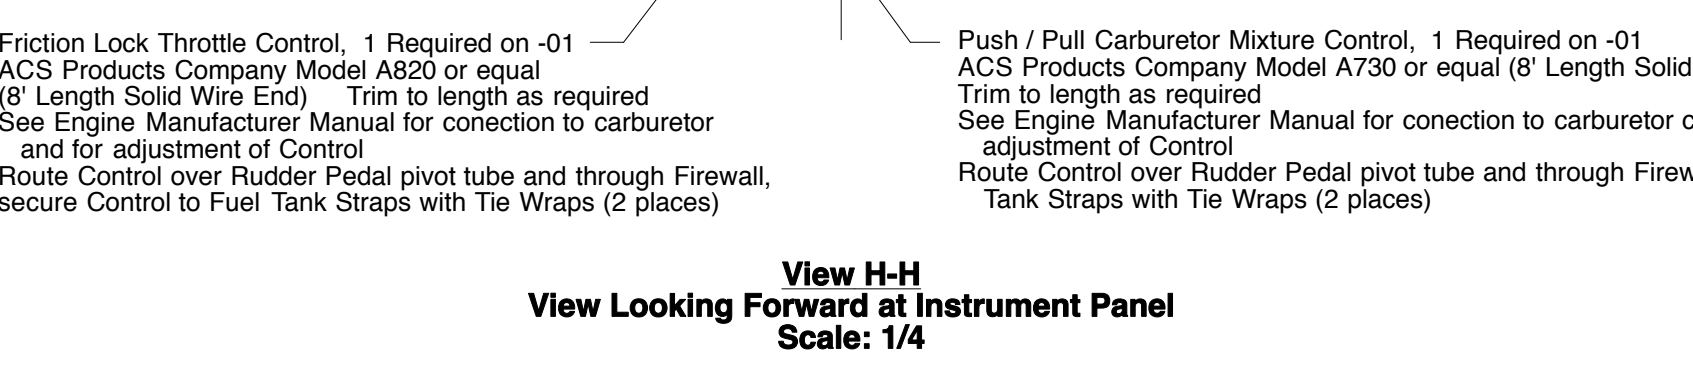 Friction Lock Throttle Control, 1 Required on -01
ACS Products Company Model A820 or equal
(8' Length Solid Wire End) Trim to length as required
See Engine Manufacturer Manual for conection to carburetor
and for adjustment of Control
Route Control over Rudder Pedal pivot tube and through Firewall,
secure Control to Fuel Tank Straps with Tie Wraps (2 places)
Push / Pull Carburetor Mixture Control, 1 Required on -01
ACS Products Company Model A730 or equal (8' Length Solid
Trim to length as required
See Engine Manufacturer Manual for conection to carburetor
adjustment of Control
Route Control over Rudder Pedal pivot tube and through
Tank Straps with Tie Wraps (2 places)
View H-H
View Looking Forward at Instrument Panel
Scale: 1/4